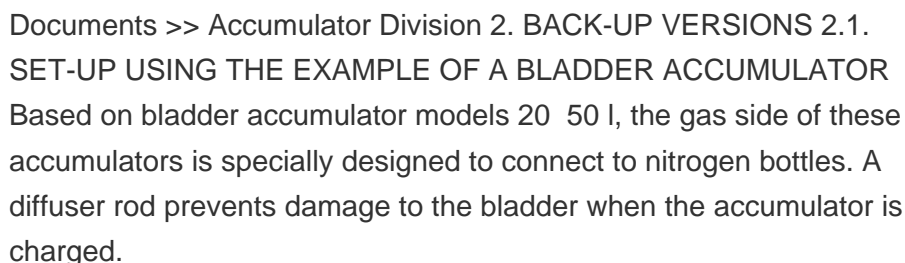 Documents >> Accumulator Division 2. BACK-UP VERSIONS 2.1.
SET-UP USING THE EXAMPLE OF A BLADDER ACCUMULATOR
Based on bladder accumulator models 20  50 l, the gas side of these
accumulators is specially designed to connect to nitrogen bottles. A
diffuser rod prevents damage to the bladder when the accumulator is
charged.